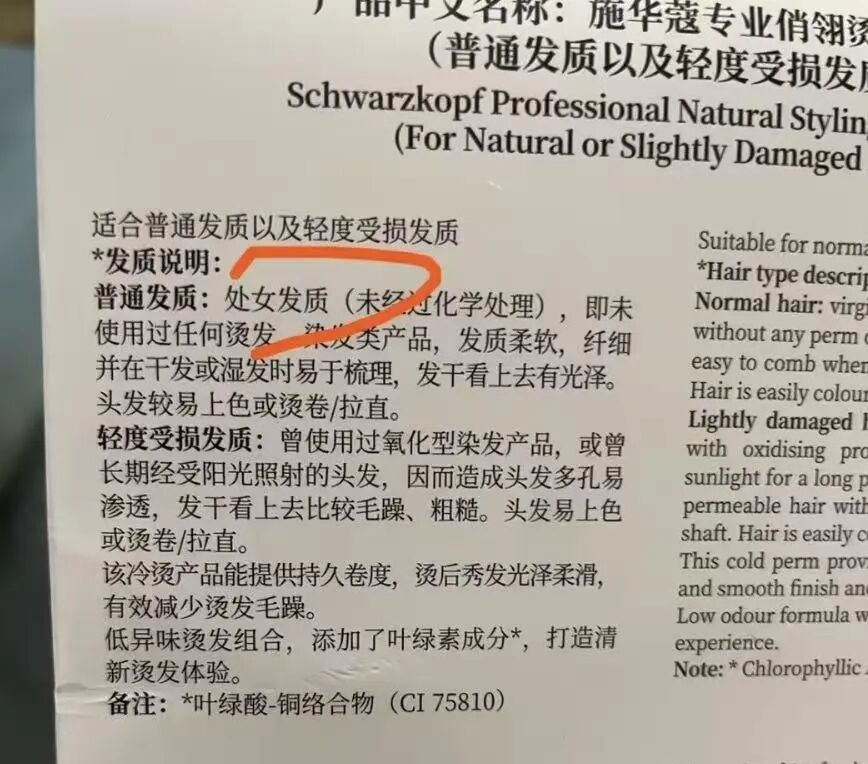 产品中文名称：施华蔻专业俏翎烫
（普通发质以及轻度受损发质
Schwarzkopf Professional Natural Styling
(For Natural or Slightly Damaged
适合普通发质以及轻度受损发质
*发质说明：
普通发质：处女发质（未经过化学处理），即未
使用过任何烫发、染发类产品，发质柔软，纤细
并在干发或湿发时易于梳理，发干看上去有光泽。
头发较易上色或烫卷/拉直。
轻度受损发质：曾使用过氧化型染发产品，或曾
长期经受阳光照射的头发，因而造成头发多孔易
渗透，发干看上去比较毛躁、粗糙。头发易上色
或烫卷/拉直。
该冷烫产品能提供持久卷度，烫后秀发光泽柔滑，
有效减少烫发毛躁。
低异味烫发组合，添加了叶绿素成分*，打造清
新烫发体验。
备注：*叶绿酸-铜络合物（CI 75810）
Suitable for norma
*Hair type descrip
Normal hair: virg
without any perm o
easy to comb when
Hair is easily colour
Lightly damaged h
with oxidising pro
sunlight for a long p
permeable hair with
shaft. Hair is easily co
This cold perm provi
and smooth finish and
Low odour formula w
experience.
Note: * Chlorophyllic